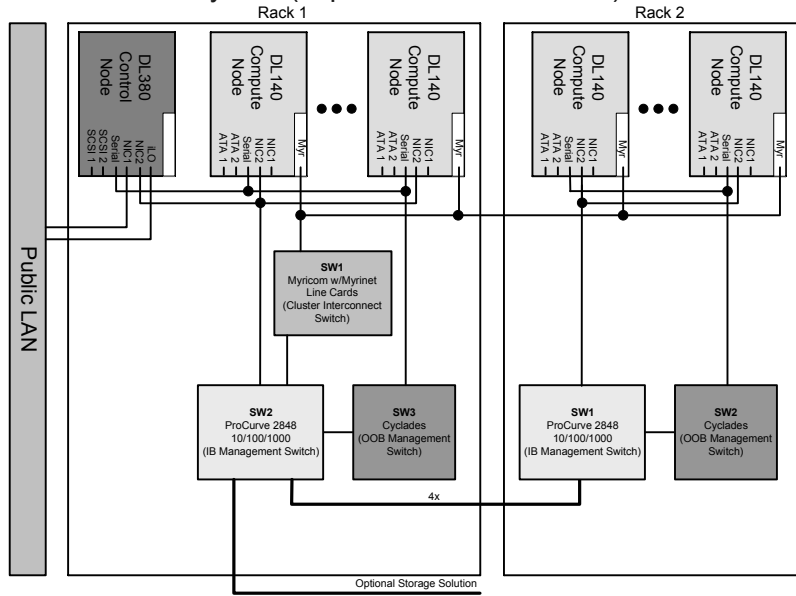 Rack 1
Rack 2
Public LAN
DL380
Control
Node
iLO
NIC2
NIC1
Serial
SCSI 2
SCSI 1
DL140
Compute
Node
Myr
NIC1
NIC2
Serial
ATA 2
ATA 1
DL140
Compute
Node
Myr
NIC1
NIC2
Serial
ATA 2
ATA 1
DL140
Compute
Node
Myr
NIC1
NIC2
Serial
ATA 2
ATA 1
DL140
Compute
Node
Myr
NIC1
NIC2
Serial
ATA 2
ATA 1
SW1
Myricom w/Myrinet
Line Cards
(Cluster Interconnect
Switch)
SW2
ProCurve 2848
10/100/1000
(IB Management Switch)
SW3
Cyclades
(OOB Management
Switch)
SW1
ProCurve 2848
10/100/1000
(IB Management Switch)
SW2
Cyclades
(OOB Management
Switch)
4x
Optional Storage Solution